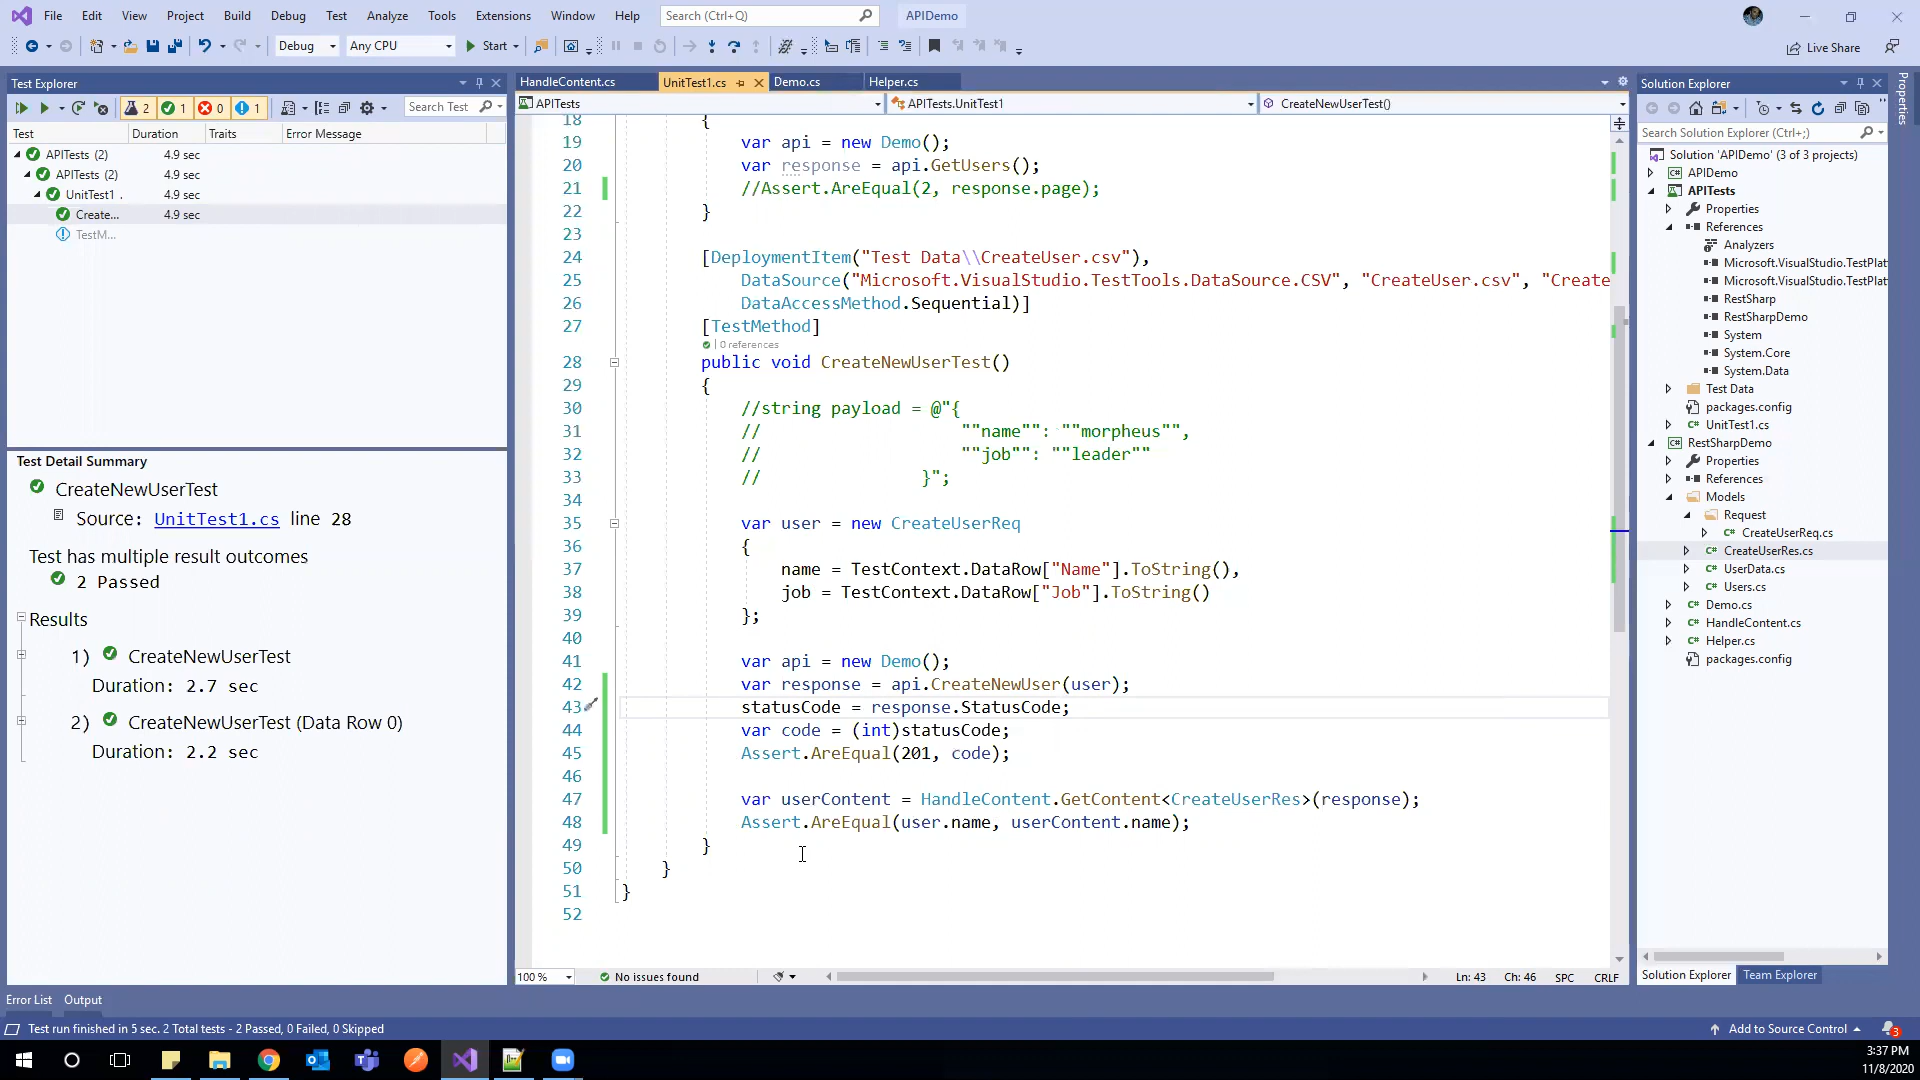 File Edit View Project Build Debug Test Analyze Tools Extensions Window Help Search (Ctrl+Q) APIDemo
Debug Any CPU Start Live Share
Test Explorer
2 1 0 1 Search Test
Test Duration Traits Error Message
APITests (2) 4.9 sec
APITests (2) 4.9 sec
UnitTest1 . 4.9 sec
Create... 4.9 sec
TestM...
Test Detail Summary
CreateNewUserTest
Source: UnitTest1.cs line 28
Test has multiple result outcomes
2 Passed
Results
1) CreateNewUserTest
Duration: 2.7 sec
2) CreateNewUserTest (Data Row 0)
Duration: 2.2 sec
HandleContent.cs UnitTest1.cs Demo.cs Helper.cs
APITests APITests.UnitTest1 CreateNewUserTest()
18 {
19 var api = new Demo();
20 var response = api.GetUsers();
21 //Assert.AreEqual(2, response.page);
22 }
23
24 [DeploymentItem("Test Data\\CreateUser.csv"),
25 DataSource("Microsoft.VisualStudio.TestTools.DataSource.CSV", "CreateUser.csv", "Create
26 DataAccessMethod.Sequential)]
27 [TestMethod]
0 references
28 public void CreateNewUserTest()
29 {
30 //string payload = @"{
31 // ""name"": ""morpheus"",
32 // ""job"": ""leader""
33 // }";
34
35 var user = new CreateUserReq
36 {
37 name = TestContext.DataRow["Name"].ToString(),
38 job = TestContext.DataRow["Job"].ToString()
39 };
40
41 var api = new Demo();
42 var response = api.CreateNewUser(user);
43 statusCode = response.StatusCode;
44 var code = (int)statusCode;
45 Assert.AreEqual(201, code);
46
47 var userContent = HandleContent.GetContent<CreateUserRes>(response);
48 Assert.AreEqual(user.name, userContent.name);
49 }
50 }
51 }
52
100 % No issues found Ln: 43 Ch: 46 SPC CRLF
Solution Explorer
Search Solution Explorer (Ctrl+;)
Solution 'APIDemo' (3 of 3 projects)
APIDemo
APITests
Properties
References
Analyzers
Microsoft.VisualStudio.TestPlat
Microsoft.VisualStudio.TestPlat
RestSharp
RestSharpDemo
System
System.Core
System.Data
Test Data
packages.config
UnitTest1.cs
RestSharpDemo
Properties
References
Models
Request
CreateUserReq.cs
CreateUserRes.cs
UserData.cs
Users.cs
Demo.cs
HandleContent.cs
Helper.cs
packages.config
Solution Explorer Team Explorer
Properties
Error List Output
Test run finished in 5 sec. 2 Total tests - 2 Passed, 0 Failed, 0 Skipped Add to Source Control 3
3:37 PM
11/8/2020